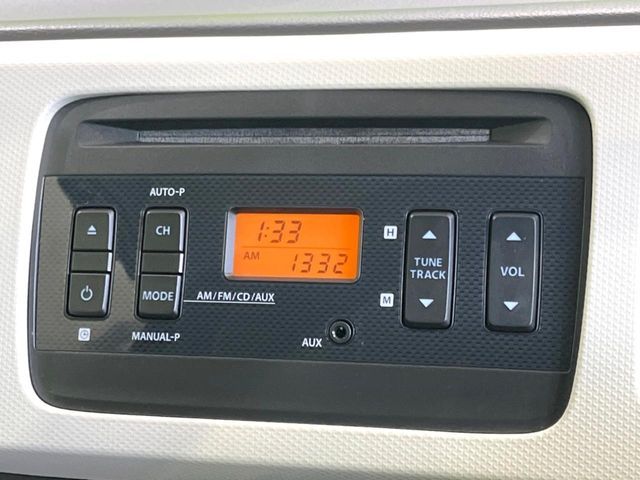 AUTO-P
CH
MODE
AM/FM/CD/AUX
MANUAL-P
1:33
AM 1332
AUX
H
M
TUNE
TRACK
VOL